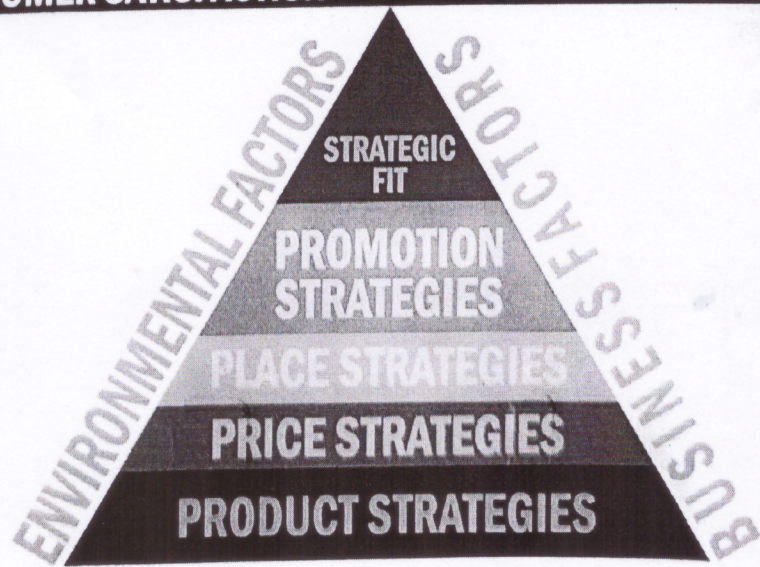 ENVIRONMENTAL FACTORS
BUSINESS FACTORS
STRATEGIC
FIT
PROMOTION
STRATEGIES
PLACE STRATEGIES
PRICE STRATEGIES
PRODUCT STRATEGIES